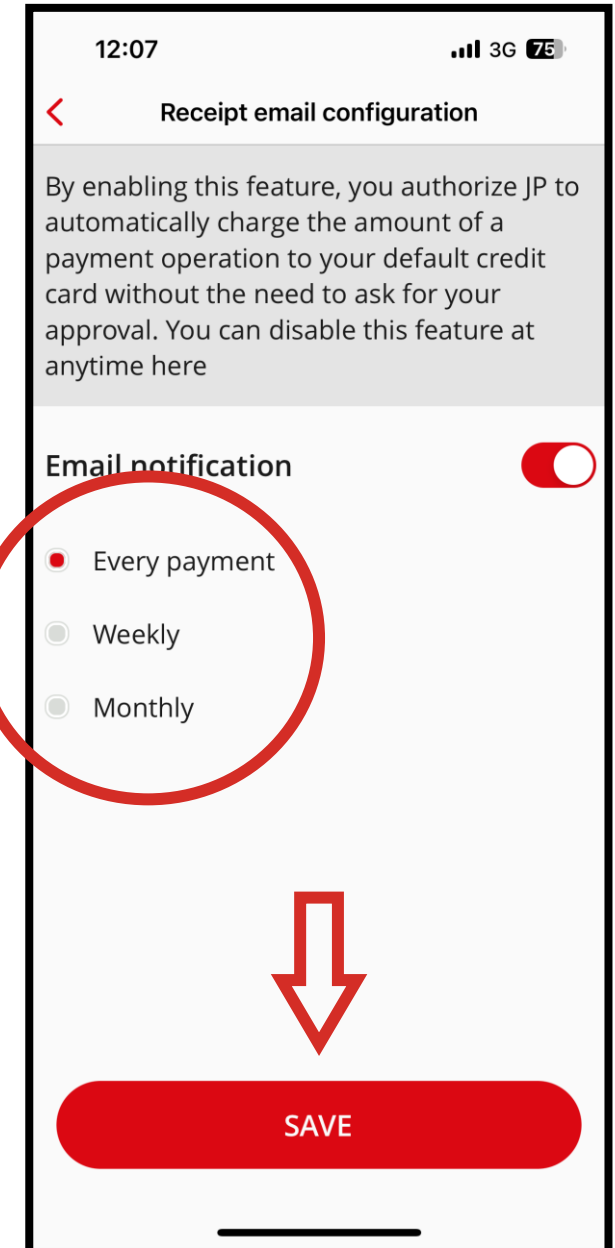 12:07 3G 75
Receipt email configuration
By enabling this feature, you authorize JP to
automatically charge the amount of a
payment operation to your default credit
card without the need to ask for your
approval. You can disable this feature at
anytime here
Email notification
Every payment
Weekly
Monthly
SAVE